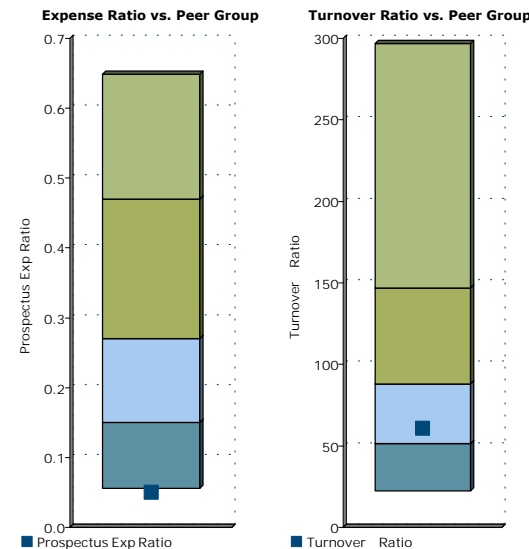 Expense Ratio vs. Peer Group
0.7
0.6
0.5
0.4
0.3
0.2
0.1
0.0
Prospectus Exp Ratio
Prospectus Exp Ratio
Turnover Ratio vs. Peer Group
300
250
200
150
100
50
0
Turnover Ratio
Turnover Ratio